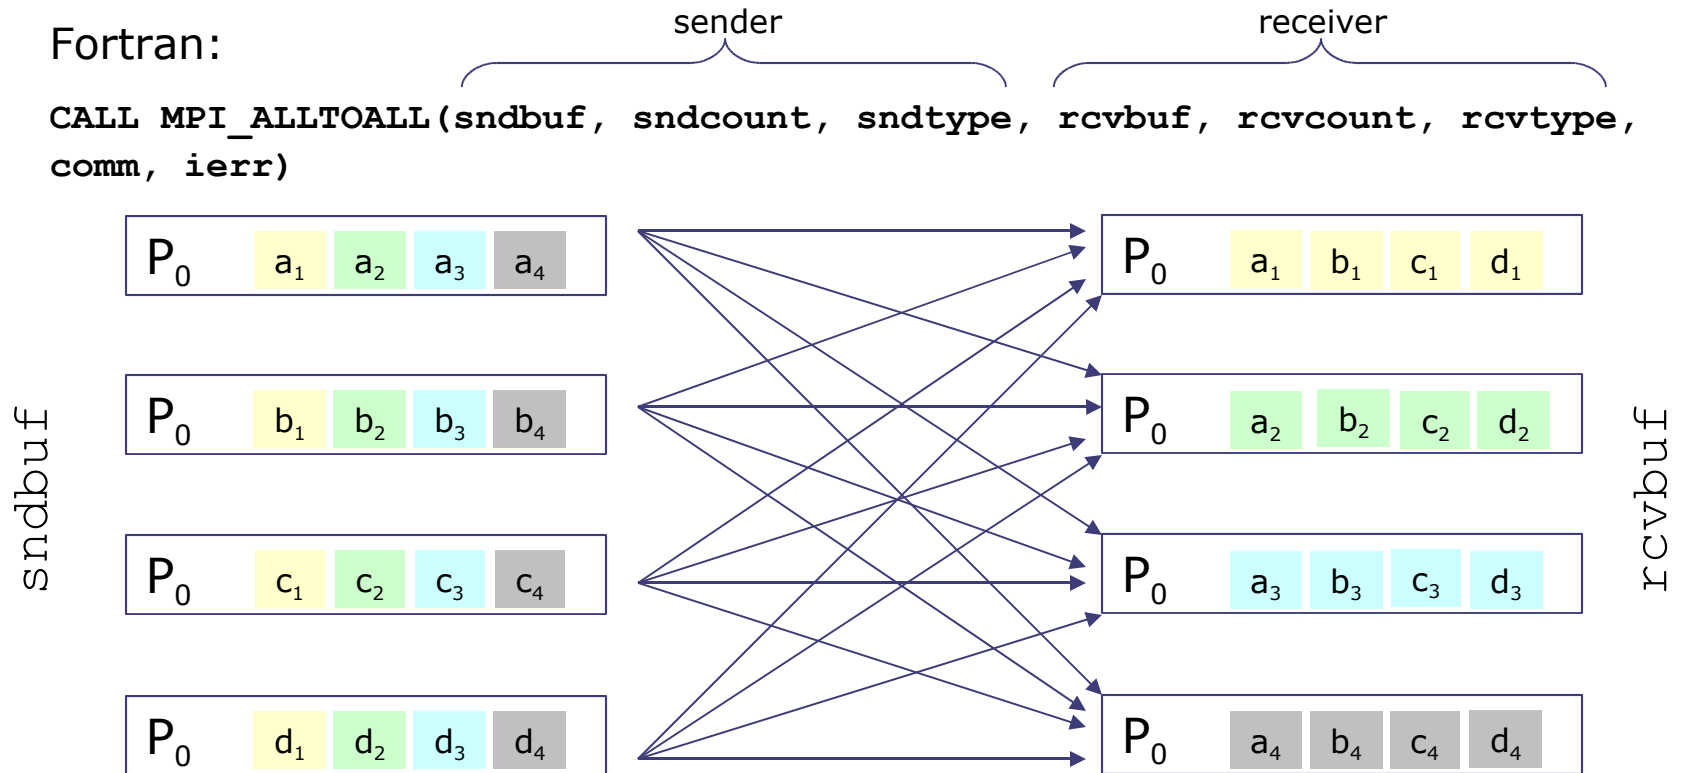 sender
receiver
Fortran:
CALL MPI_ALLTOALL(sndbuf, sndcount, sndtype, rcvbuf, rcvcount, rcvtype,
comm, ierr)
P₀ a₁ a₂ a₃ a₄
P₀ a₁ b₁ c₁ d₁
P₀ b₁ b₂ b₃ b₄
P₀ a₂ b₂ c₂ d₂
sndbuf
rcvbuf
P₀ c₁ c₂ c₃ c₄
P₀ a₃ b₃ c₃ d₃
P₀ d₁ d₂ d₃ d₄
P₀ a₄ b₄ c₄ d₄